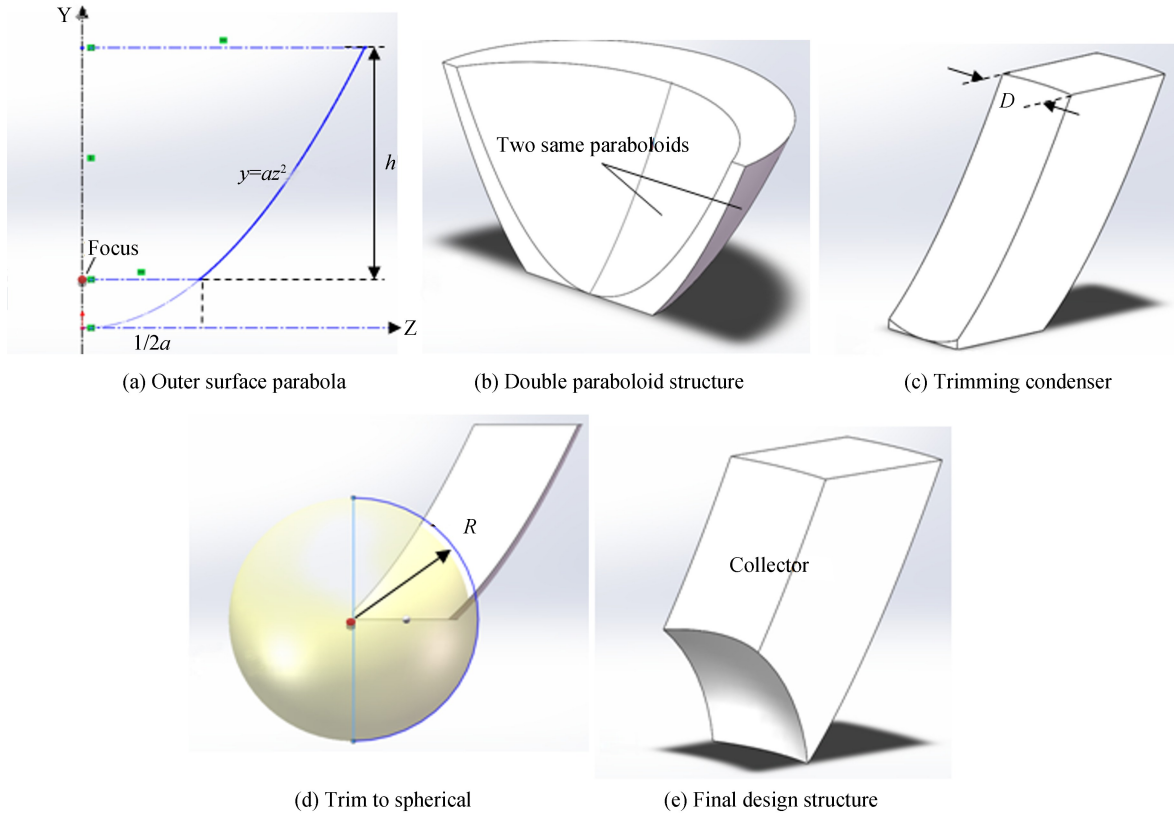 Y
h
y=az²
Focus
Z
1/2a
(a) Outer surface parabola
Two same paraboloids
(b) Double paraboloid structure
D
(c) Trimming condenser
R
(d) Trim to spherical
Collector
(e) Final design structure